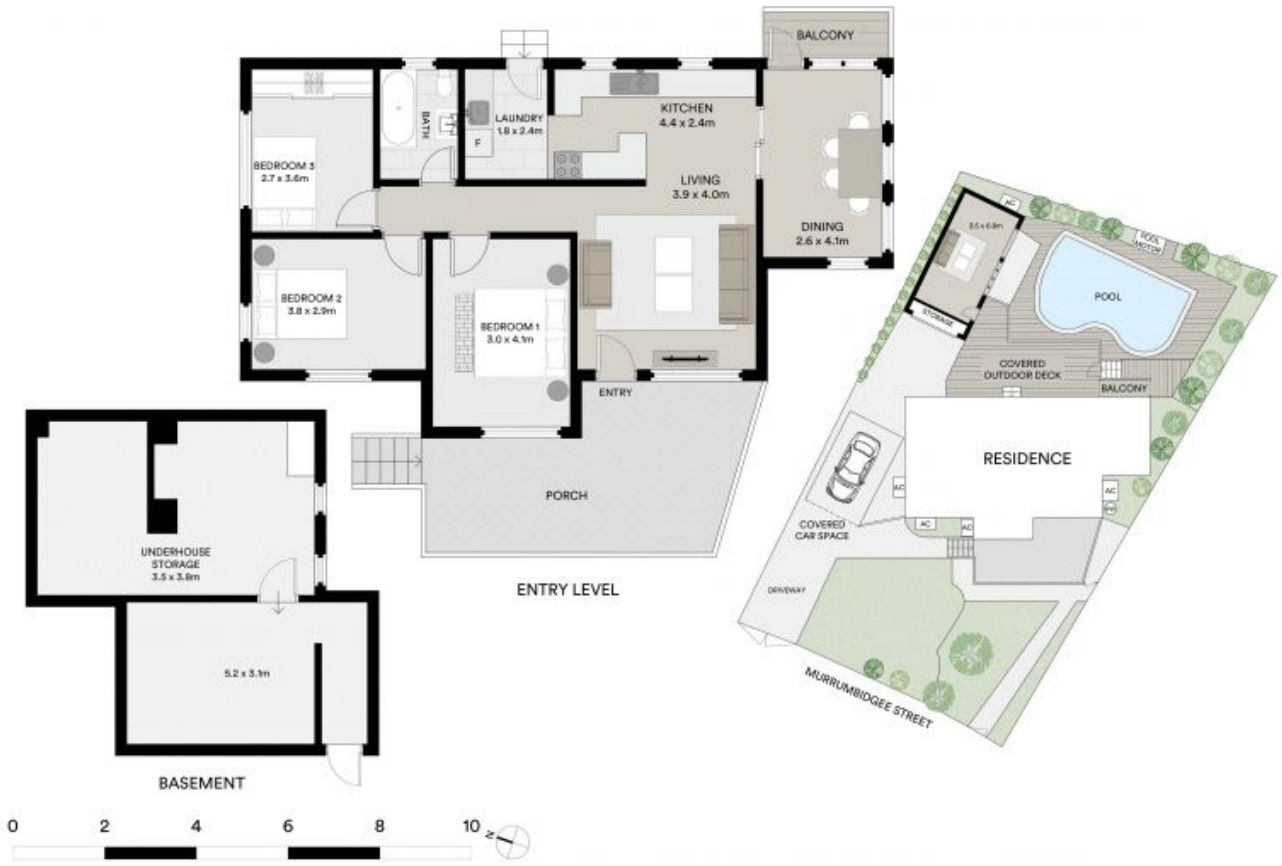 BALCONY
KITCHEN
4.4 x 2.4m
LAUNDRY
1.8 x 2.4m
F
BATH
BEDROOM 3
2.7 x 3.6m
LIVING
3.9 x 4.0m
DINING
2.6 x 4.1m
BEDROOM 2
3.8 x 2.9m
BEDROOM 1
3.0 x 4.1m
ENTRY
PORCH
ENTRY LEVEL
UNDERHOUSE
STORAGE
3.5 x 3.8m
5.2 x 3.1m
BASEMENT
0 2 4 6 8 10
N
AC
3.5 x 6.8m
POOL
MOTOR
POOL
STORAGE
COVERED
OUTDOOR DECK
BALCONY
RESIDENCE
AC
AC
AC
AC
COVERED
CAR SPACE
DRIVEWAY
MURRUMBIDGEE STREET